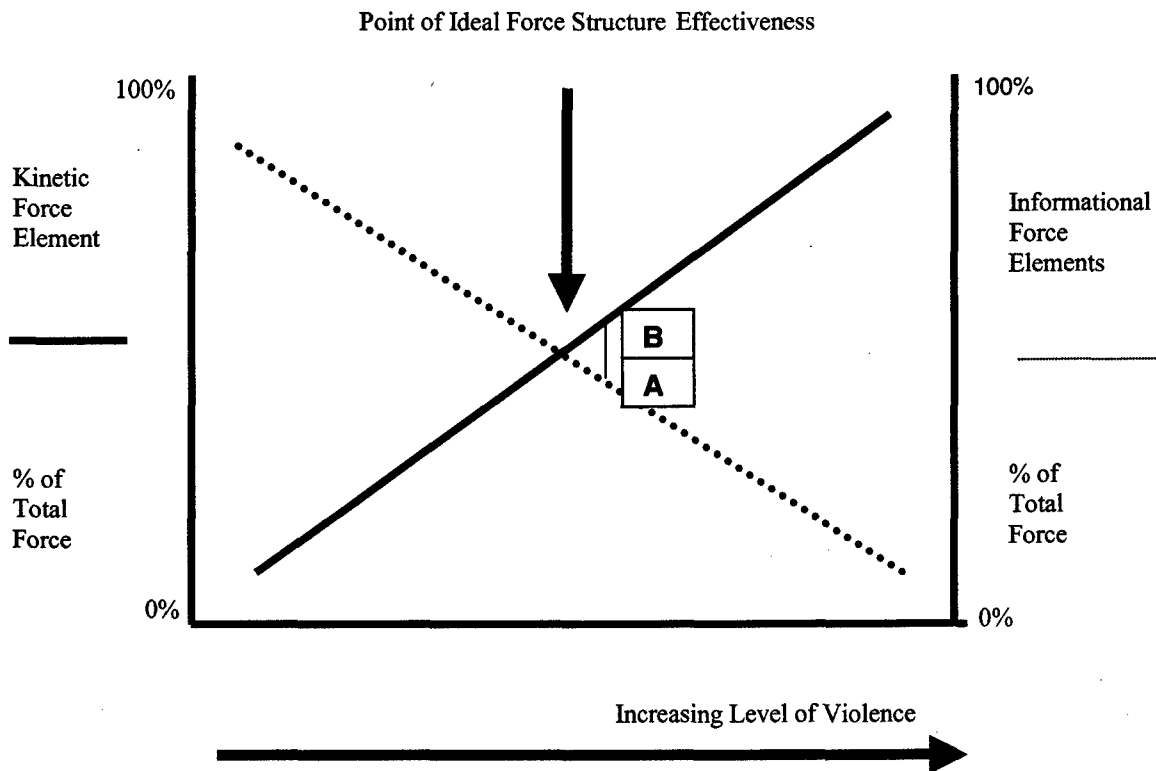 Point of Ideal Force Structure Effectiveness
100%
100%
Kinetic
Force
Element
Informational
Force
Elements
B
A
% of
Total
Force
% of
Total
Force
0%
0%
Increasing Level of Violence